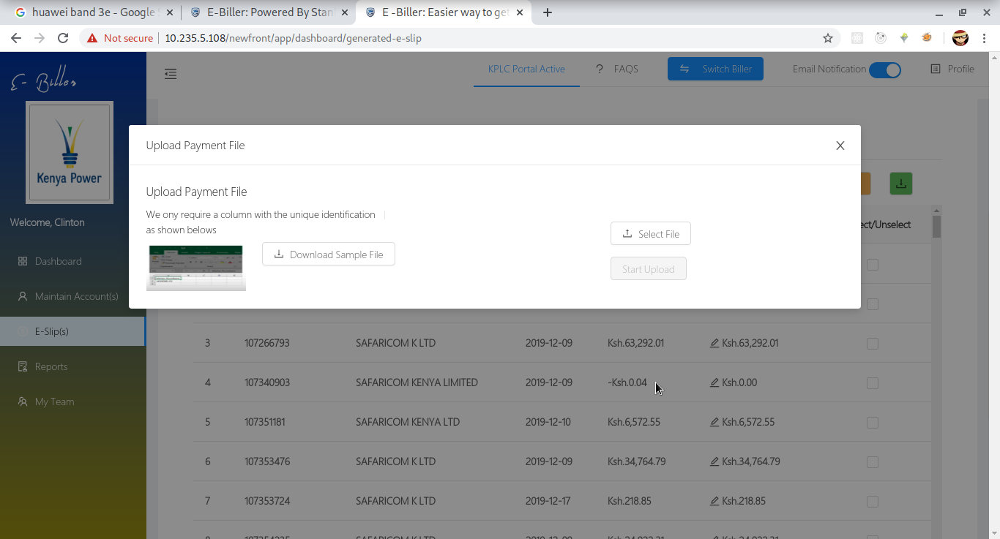 huawei band 3e - Google
E-Biller: Powered By Stan
E -Biller: Easier way to get
Not secure
10.235.5.108/newfront/app/dashboard/generated-e-slip
E- Biller
KPLC Portal Active
? FAQS
Switch Biller
Email Notification
Profile
Kenya Power
Welcome, Clinton
Dashboard
Maintain Account(s)
E-Slip(s)
Reports
My Team
Upload Payment File
X
Upload Payment File
We ony require a column with the unique identification
as shown belows
Download Sample File
Select File
Start Upload
ect/Unselect
3 107266793 SAFARICOM K LTD 2019-12-09 Ksh.63,292.01 Ksh.63,292.01
4 107340903 SAFARICOM KENYA LIMITED 2019-12-09 -Ksh.0.04 Ksh.0.00
5 107351181 SAFARICOM KENYA LTD 2019-12-10 Ksh.6,572.55 Ksh.6,572.55
6 107353476 SAFARICOM K LTD 2019-12-09 Ksh.34,764.79 Ksh.34,764.79
7 107353724 SAFARICOM K LTD 2019-12-17 Ksh.218.85 Ksh.218.85